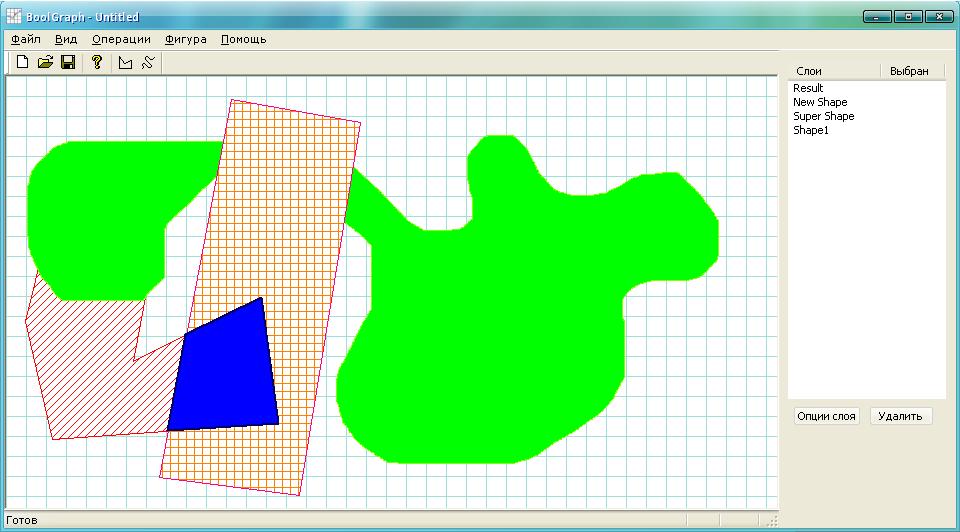 BoolGraph - Untitled
Файл Вид Операции Фигура Помощь
Слои Выбран
Result
New Shape
Super Shape
Shape1
Опции слоя Удалить
Готов